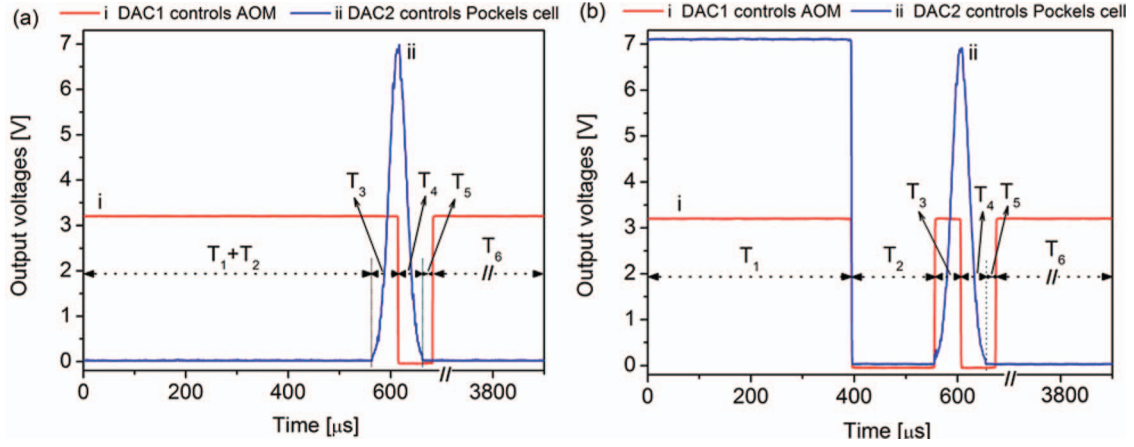 (a) i DAC1 controls AOM ii DAC2 controls Pockels cell
7
6
5
4
3
2
1
0
Output voltages [V]
ii
i
T3
T4
T5
T1+T2
T6
0 200 400 600 3800
Time [μs]
(b) i DAC1 controls AOM ii DAC2 controls Pockels cell
7
6
5
4
3
2
1
0
Output voltages [V]
ii
i
T3
T4
T5
T1
T2
T6
0 200 400 600 3800
Time [μs]